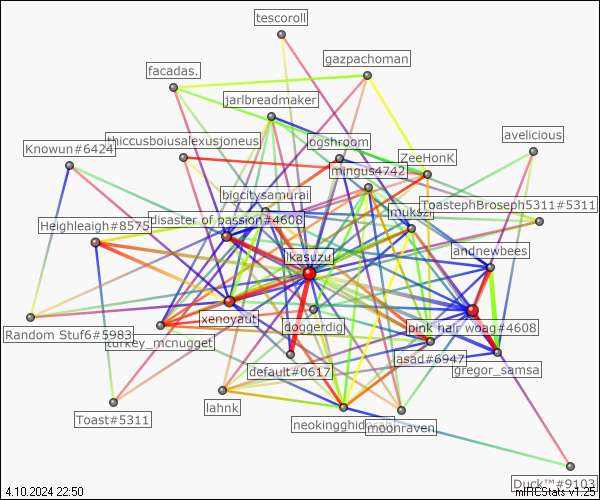 tescoroll
gazpachoman
facadas.
jarlbreadmaker
avelicious
ogshroom
thiccusboiusalexusjoneus
Knowun#6424
ZeeHonK
mingus4742
bigcitysamurai
ToastephBroseph5311#5311
disaster of passion#4608
mukszi
Heighleaigh#8575
andnewbees
ikasuzu
xenoyaut
doggerdig
pink hair woag#4608
Random Stuf6#5983
turkey_mcnugget
asad#6947
default#0617
gregor_samsa
lahnk
Toast#5311
moonraven
Duck™#9103
4.10.2024 22:50
mIRCStats v1.25